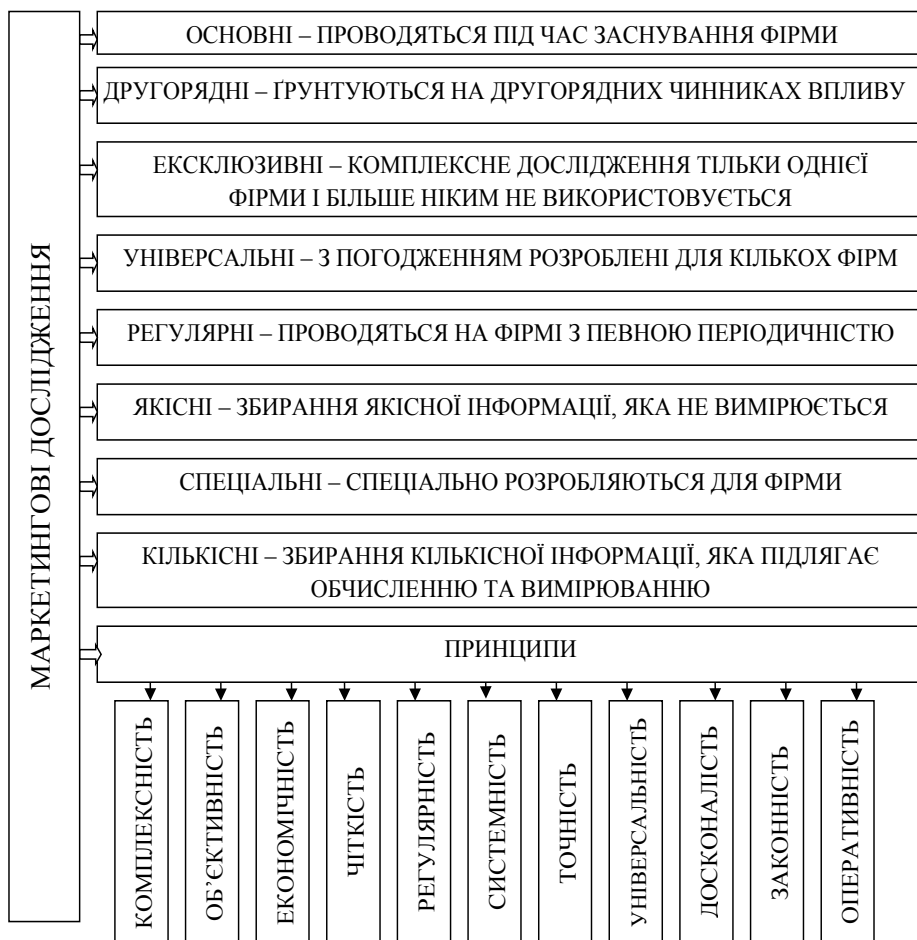 МАРКЕТИНГОВІ ДОСЛІДЖЕННЯ
ОСНОВНІ – ПРОВОДЯТЬСЯ ПІД ЧАС ЗАСНУВАННЯ ФІРМИ
ДРУГОРЯДНІ – ҐРУНТУЮТЬСЯ НА ДРУГОРЯДНИХ ЧИННИКАХ ВПЛИВУ
ЕКСКЛЮЗИВНІ – КОМПЛЕКСНЕ ДОСЛІДЖЕННЯ ТІЛЬКИ ОДНІЄЇ
ФІРМИ І БІЛЬШЕ НІКИМ НЕ ВИКОРИСТОВУЄТЬСЯ
УНІВЕРСАЛЬНІ – З ПОГОДЖЕННЯМ РОЗРОБЛЕНІ ДЛЯ КІЛЬКОХ ФІРМ
РЕГУЛЯРНІ – ПРОВОДЯТЬСЯ НА ФІРМІ З ПЕВНОЮ ПЕРІОДИЧНІСТЮ
ЯКІСНІ – ЗБИРАННЯ ЯКІСНОЇ ІНФОРМАЦІЇ, ЯКА НЕ ВИМІРЮЄТЬСЯ
СПЕЦІАЛЬНІ – СПЕЦІАЛЬНО РОЗРОБЛЯЮТЬСЯ ДЛЯ ФІРМИ
КІЛЬКІСНІ – ЗБИРАННЯ КІЛЬКІСНОЇ ІНФОРМАЦІЇ, ЯКА ПІДЛЯГАЄ
ОБЧИСЛЕННЮ ТА ВИМІРЮВАННЮ
ПРИНЦИПИ
КОМПЛЕКСНІСТЬ
ОБ’ЄКТИВНІСТЬ
ЕКОНОМІЧНІСТЬ
ЧІТКІСТЬ
РЕГУЛЯРНІСТЬ
СИСТЕМНІСТЬ
ТОЧНІСТЬ
УНІВЕРСАЛЬНІСТЬ
ДОСКОНАЛІСТЬ
ЗАКОННІСТЬ
ОПЕРАТИВНІСТЬ